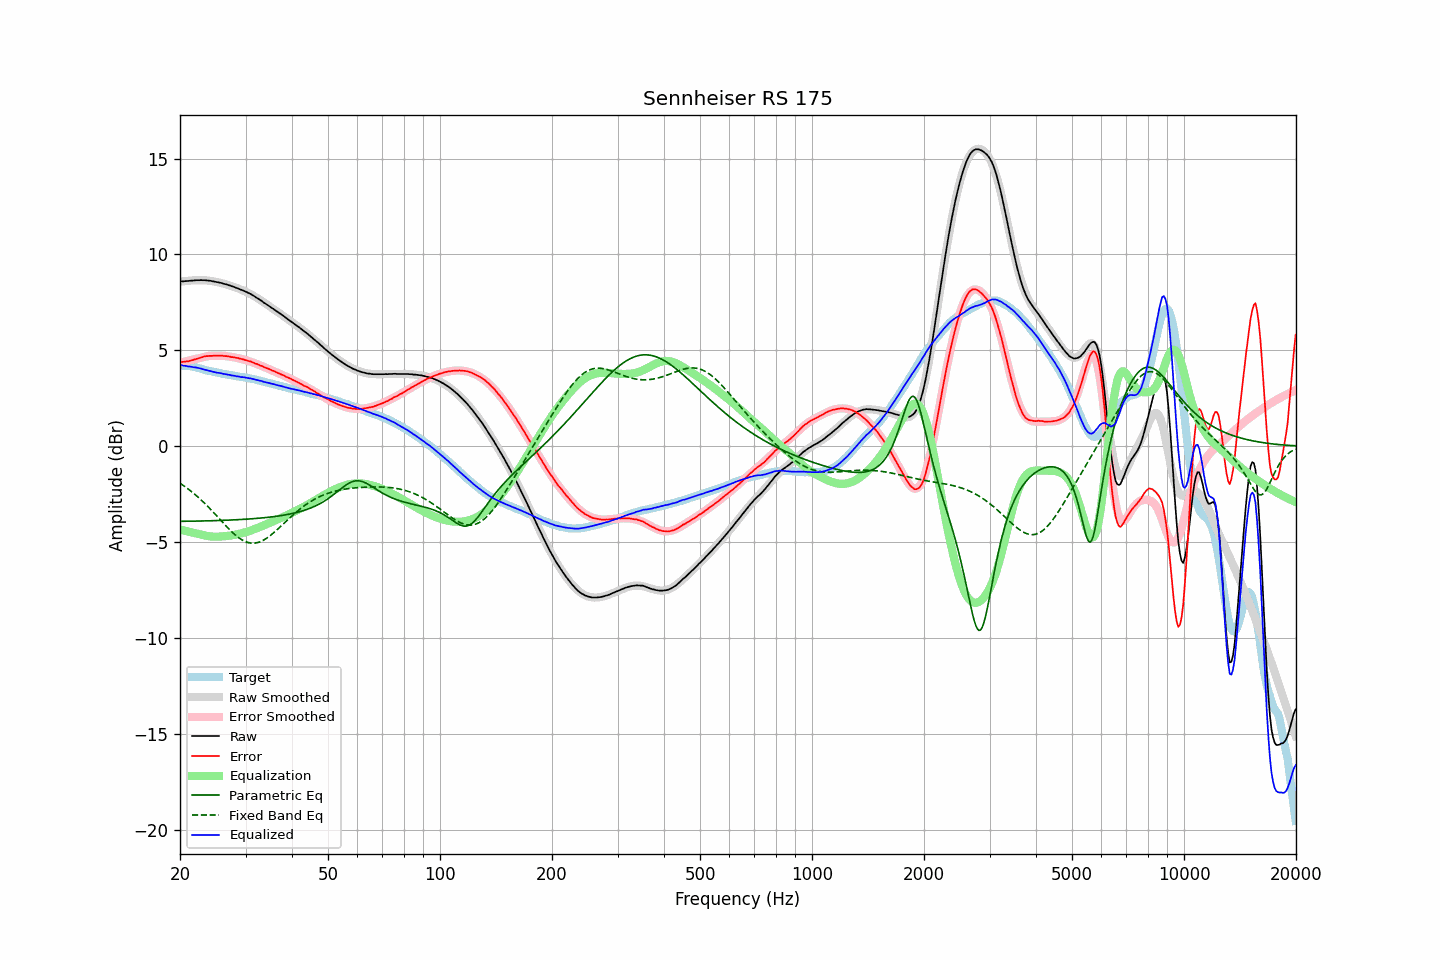 Sennheiser RS 175
Amplitude (dBr)
15
10
5
0
−5
−10
−15
−20
Target
Raw Smoothed
Error Smoothed
Raw
Error
Equalization
Parametric Eq
Fixed Band Eq
Equalized
20 50 100 200 500 1000 2000 5000 10000 20000
Frequency (Hz)